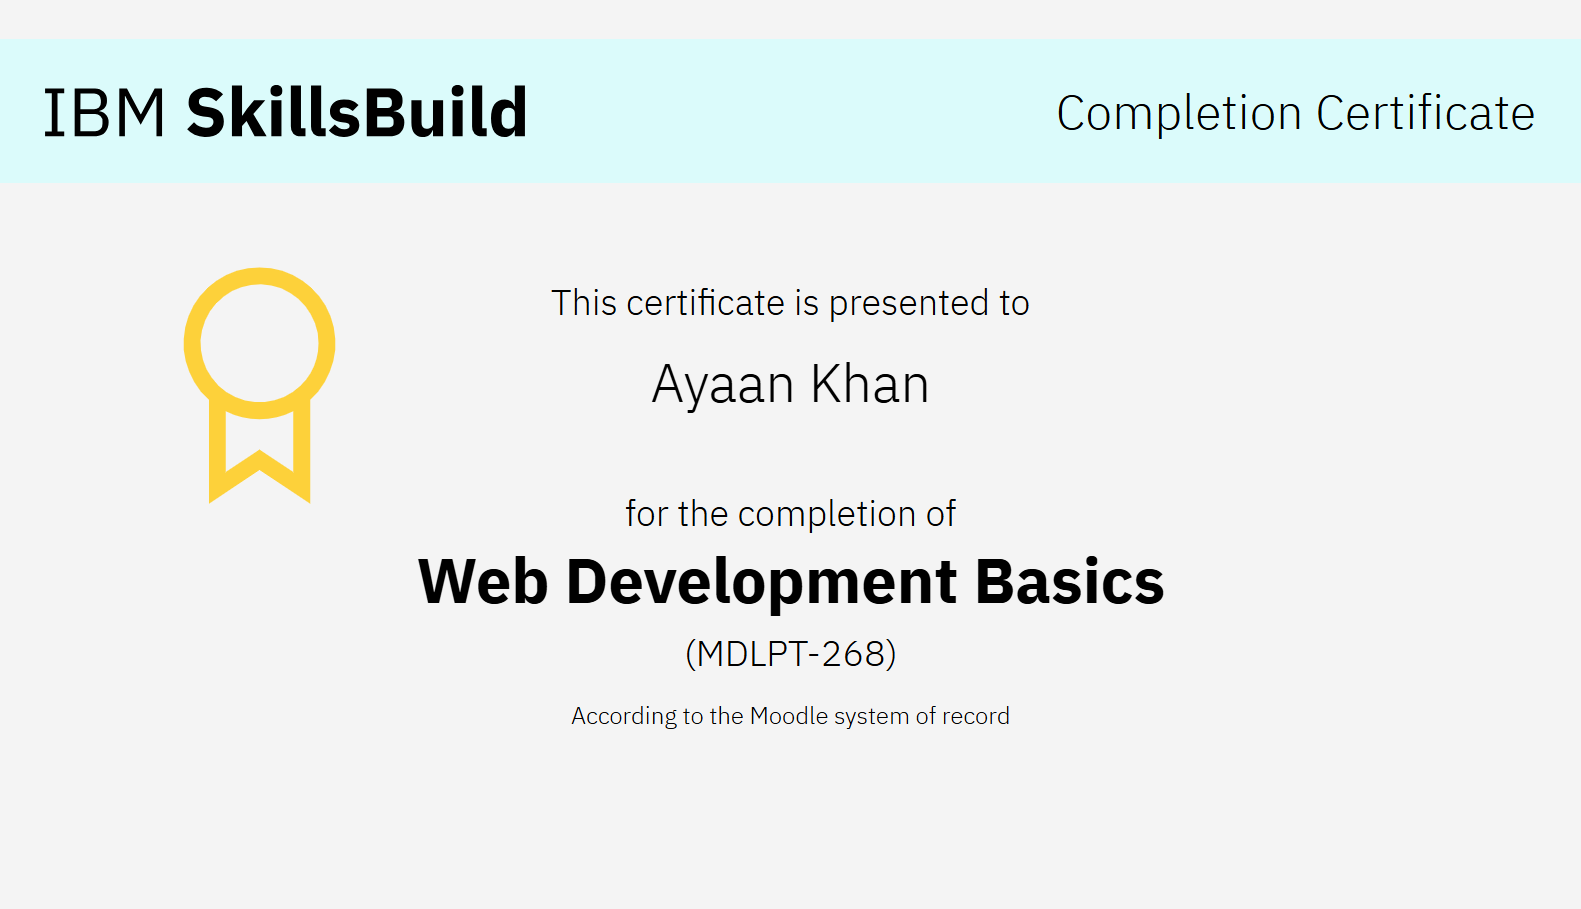 IBM SkillsBuild
Completion Certificate
This certificate is presented to
Ayaan Khan
for the completion of
Web Development Basics
(MDLPT-268)
According to the Moodle system of record